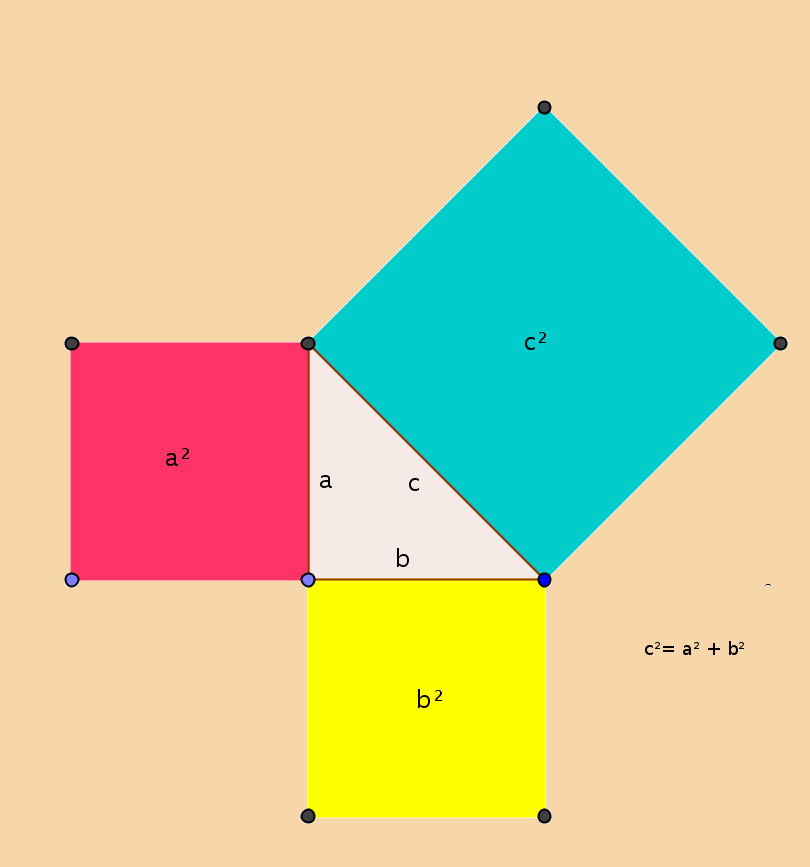 c²
a²
a
c
b
c²= a² + b²
b²